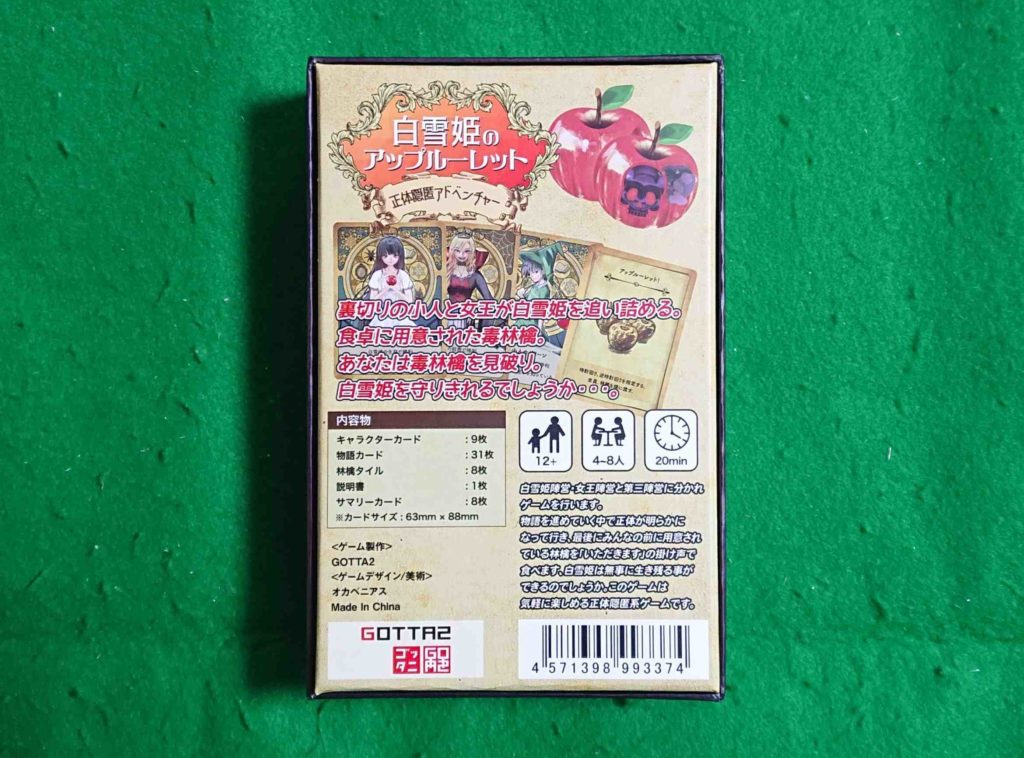 白雪姫の
アップルーレット
正体隠匿アドベンチャー
アップルーレット!
裏切りの小人と女王が白雪姫を追い詰める。
食卓に用意された毒林檎。
あなたは毒林檎を見破り。
白雪姫を守りきれるでしょうか・・・。
内容物
キャラクターカード :9枚
物語カード :31枚
林檎タイル :8枚
説明書 :1枚
サマリーカード :8枚
※カードサイズ:63mm×88mm
12+
4~8人
20min
白雪姫陣営・女王陣営と第三陣営に分かれ
ゲームを行います。
物語を進めていく中で正体が明らかに
なって行き、最後にみんなの前に用意され
ている林檎を「いただきます」の掛け声で
食べます、白雪姫は無事に生き残る事が
できるのでしょうか、このゲームは
気軽に楽しめる正体隠匿系ゲームです。
<ゲーム製作>
GOTTA2
<ゲームデザイン/美術>
オカベニアス
Made In China
GOTTA2
ゴッタニ
4 571398 993374